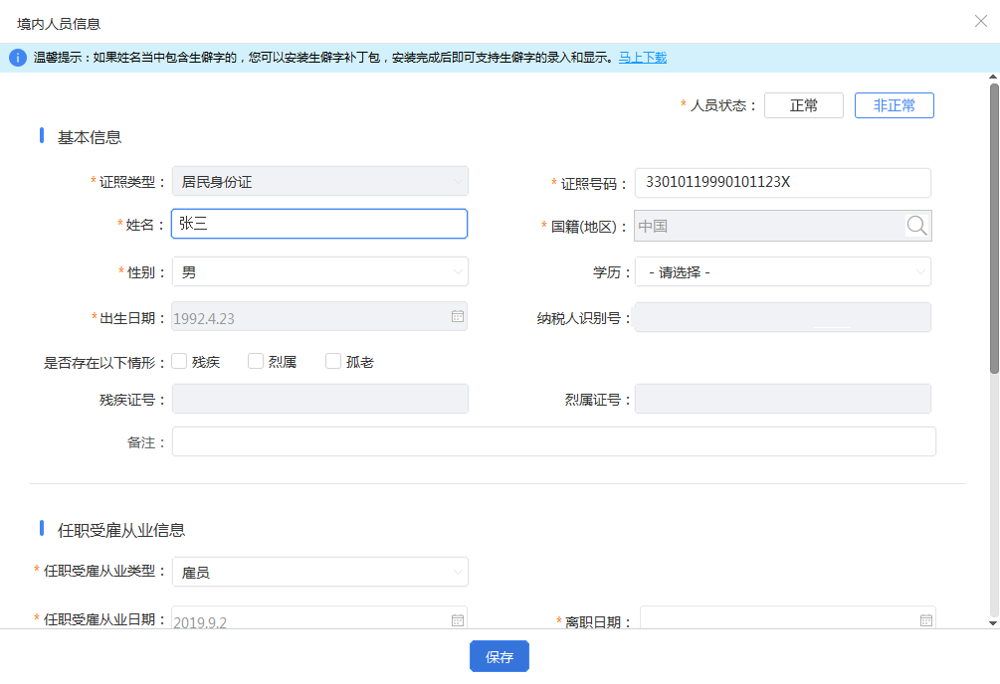 境内人员信息
温馨提示：如果姓名当中包含生僻字的，您可以安装生僻字补丁包，安装完成后即可支持生僻字的录入和显示。马上下载
* 人员状态： 正常 非正常
基本信息
* 证照类型： 居民身份证 * 证照号码： 33010119990101123X
* 姓名： 张三 * 国籍(地区)： 中国
* 性别： 男 学历： - 请选择 -
* 出生日期： 1992.4.23 纳税人识别号：
是否存在以下情形： 残疾 烈属 孤老
残疾证号： 烈属证号：
备注：
任职受雇从业信息
* 任职受雇从业类型： 雇员
* 任职受雇从业日期： 2019.9.2 * 离职日期：
保存